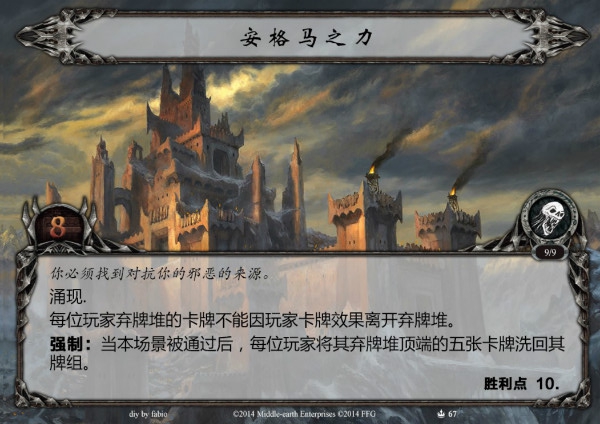 安格马之力
8
9/9
你必须找到对抗你的邪恶的来源。
涌现.
每位玩家弃牌堆的卡牌不能因玩家卡牌效果离开弃牌堆。
强制：当本场景被通过后，每位玩家将其弃牌堆顶端的五张卡牌洗回其
牌组。
胜利点 10.
diy by fabio ©2014 Middle-earth Enterprises ©2014 FFG 67